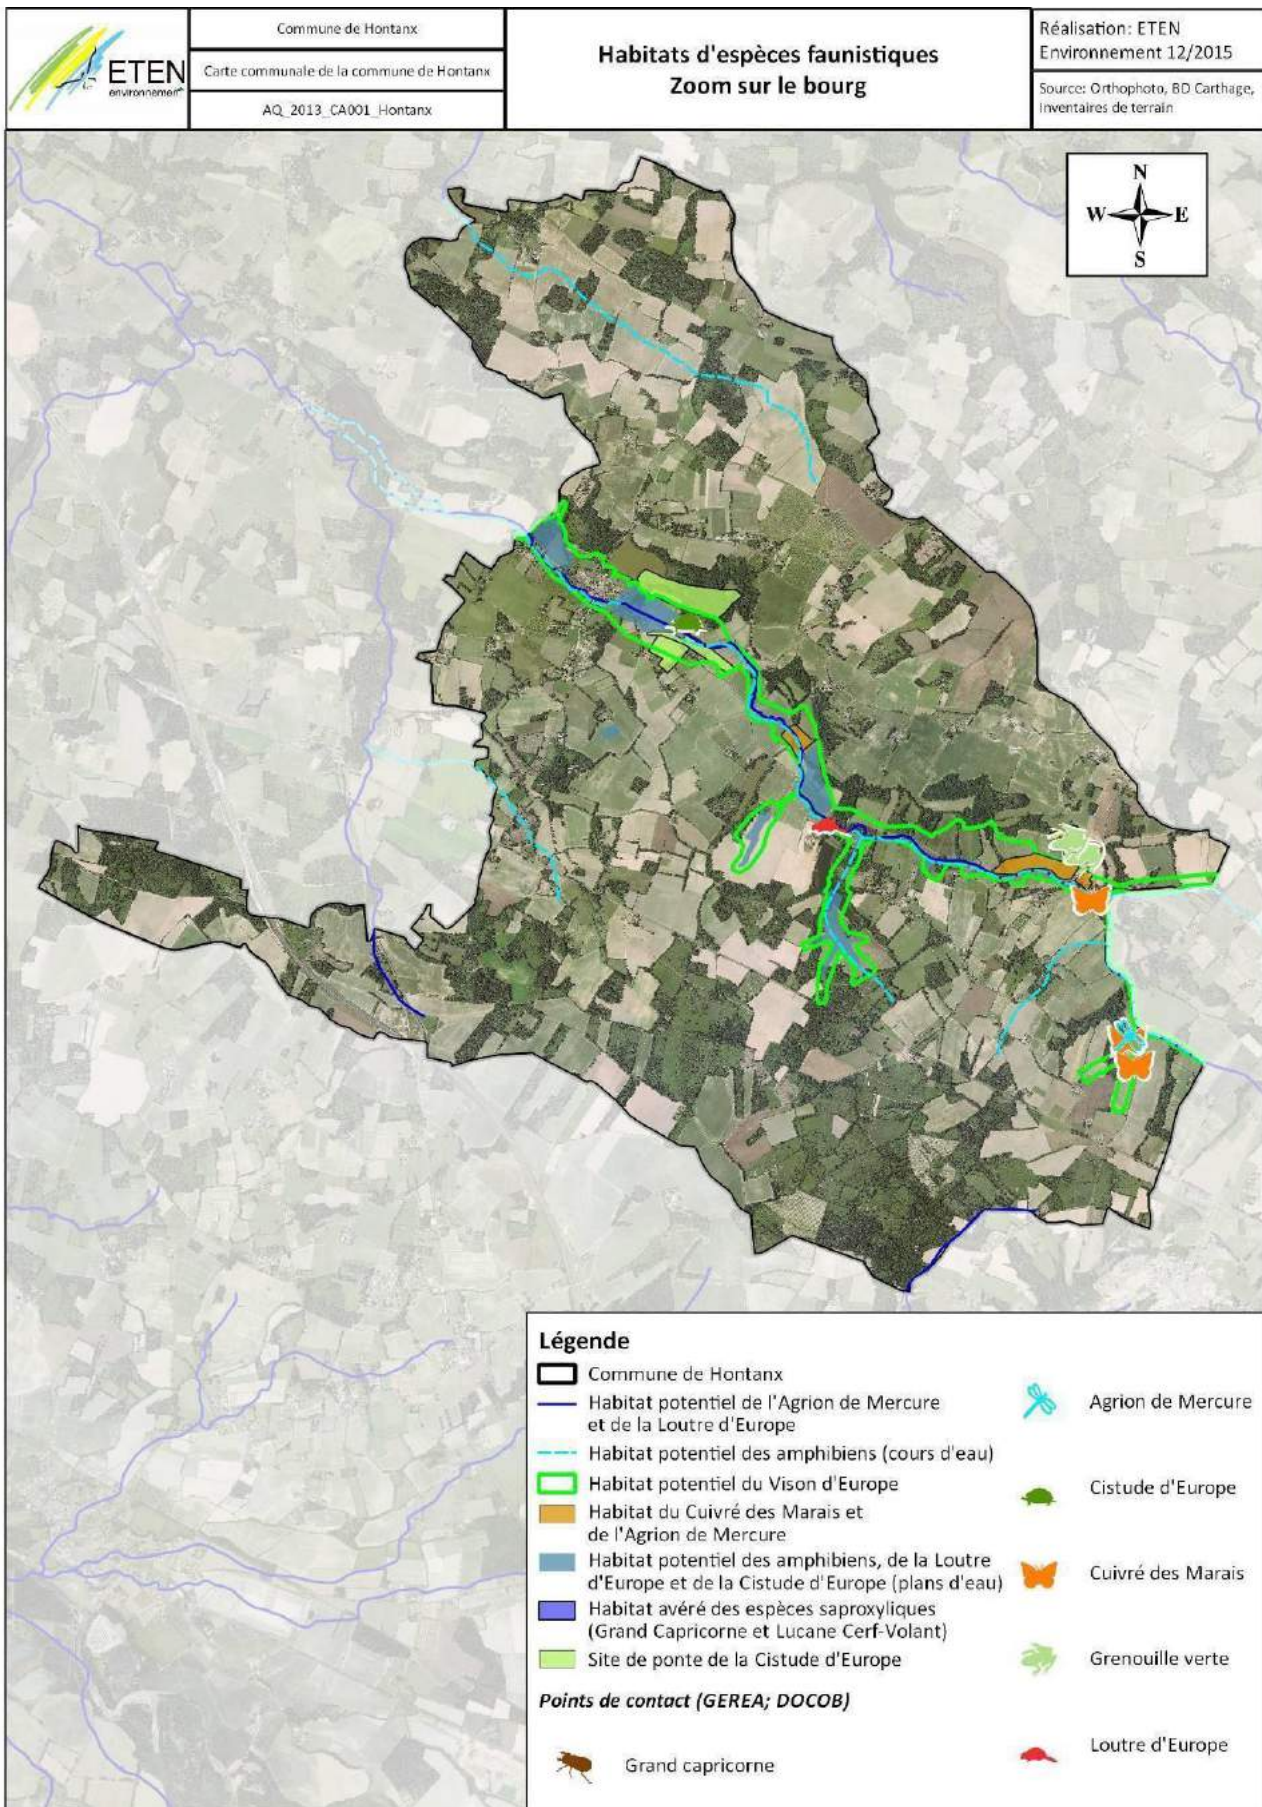 ETEN
environnement
Commune de Hontanx
Carte communale de la commune de Hontanx
AQ_2013_CA001_Hontanx
Habitats d'espèces faunistiques
Zoom sur le bourg
Réalisation: ETEN
Environnement 12/2015
Source: Orthophoto, BD Carthage,
Inventaires de terrain
N
W E
S
Légende
Commune de Hontanx
Habitat potentiel de l'Agrion de Mercure
et de la Loutre d'Europe
Habitat potentiel des amphibiens (cours d'eau)
Habitat potentiel du Vison d'Europe
Habitat du Cuivré des Marais et
de l'Agrion de Mercure
Habitat potentiel des amphibiens, de la Loutre
d'Europe et de la Cistude d'Europe (plans d'eau)
Habitat avéré des espèces saproxyliques
(Grand Capricorne et Lucane Cerf-Volant)
Site de ponte de la Cistude d'Europe
Points de contact (GEREA; DOCOB)
Grand capricorne
Agrion de Mercure
Cistude d'Europe
Cuivré des Marais
Grenouille verte
Loutre d'Europe